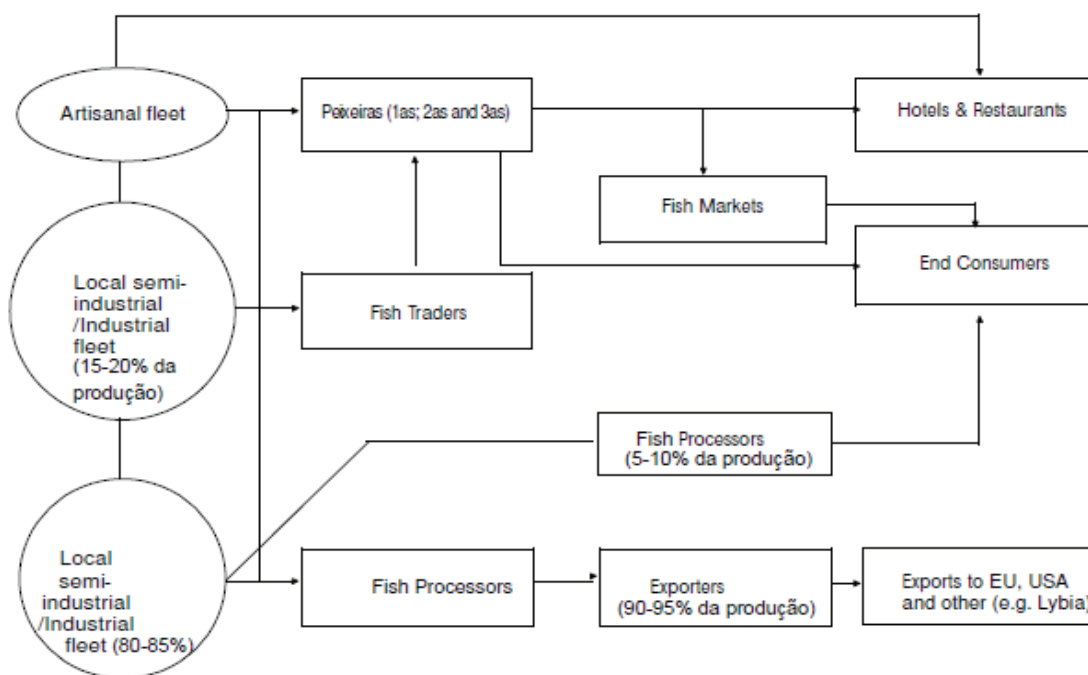 Artisanal fleet
Peixeiras (1as; 2as and 3as)
Hotels & Restaurants
Fish Markets
End Consumers
Local semi-
industrial
/Industrial
fleet
(15-20% da
produção)
Fish Traders
Fish Processors
(5-10% da produção)
Local
semi-
industrial
/Industrial
fleet (80-85%)
Fish Processors
Exporters
(90-95% da produção)
Exports to EU, USA
and other (e.g. Lybia)